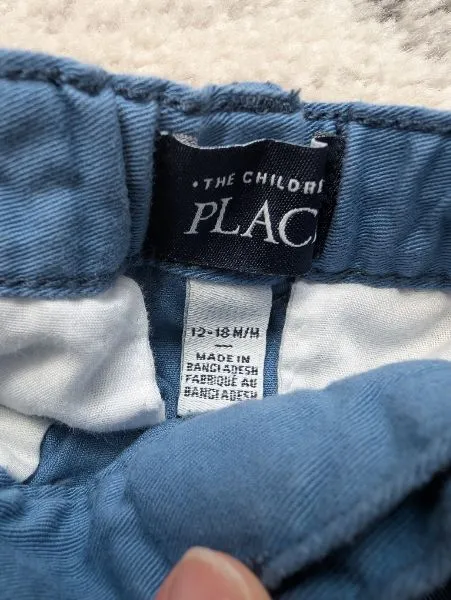 • THE CHILDR
PLAC
12-18 M/M
MADE IN
BANGLADESH
FABRIQUÉ AU
BANGLADESH